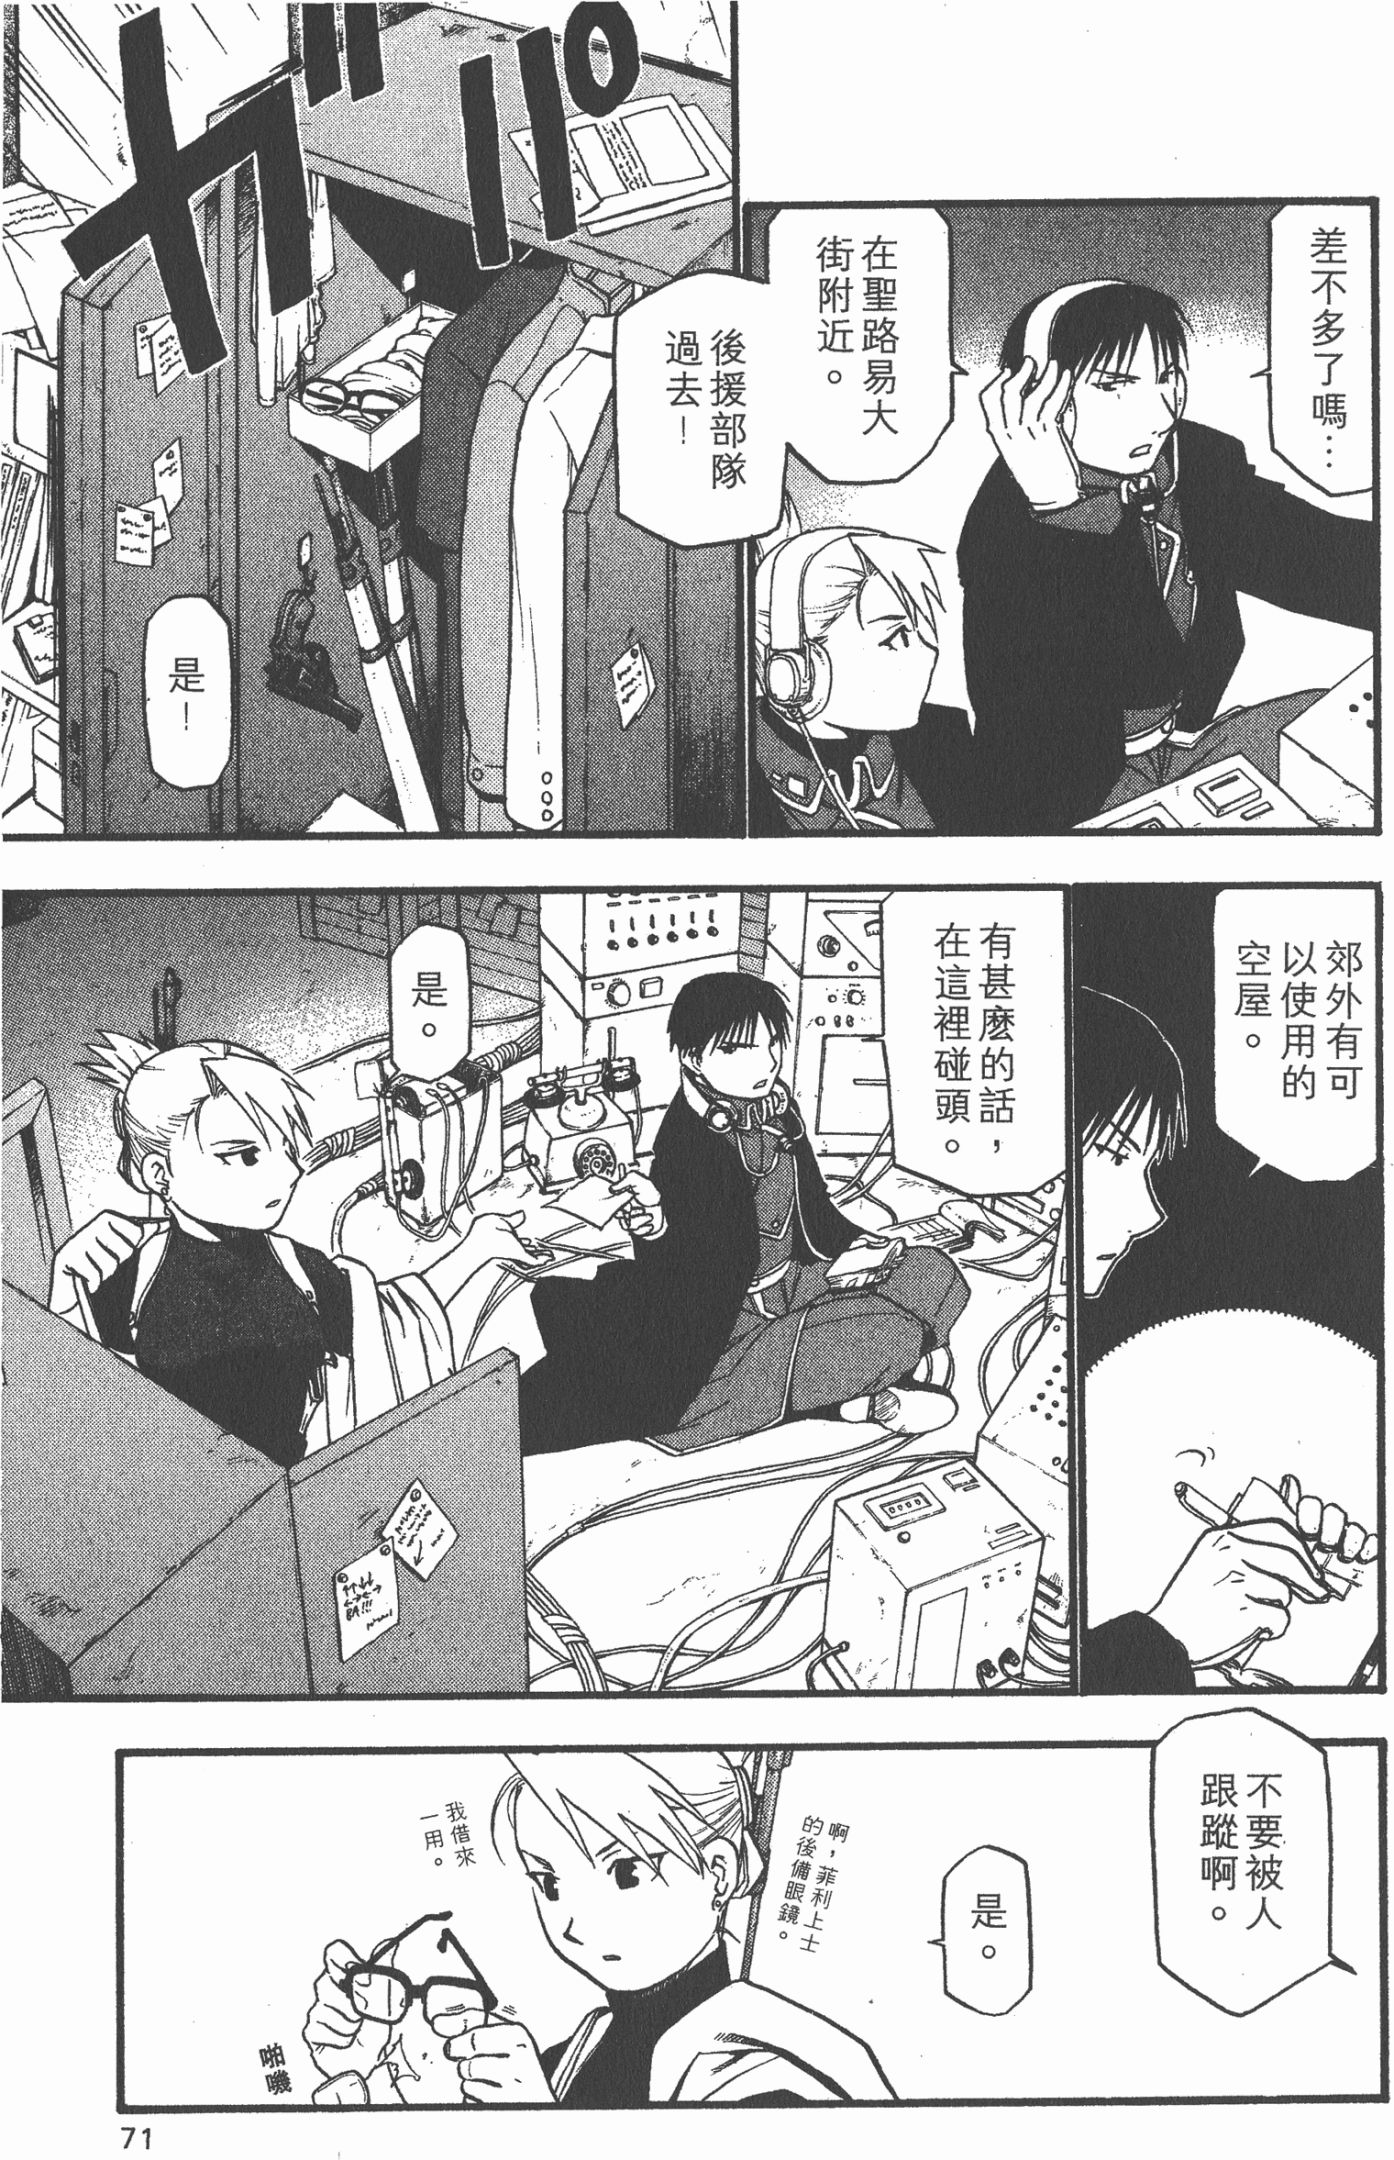 差不多了嗎…
在聖路易大
街附近。
後援部隊
過去！
ガパ
是！
郊外有可
以使用的
空屋。
有甚麼的話，
在這裡碰頭。
是。
BA!!!
不要被人
跟蹤啊。
是。
啊，菲利上士
的後備眼鏡。
我借來
一用。
啪嘰
71